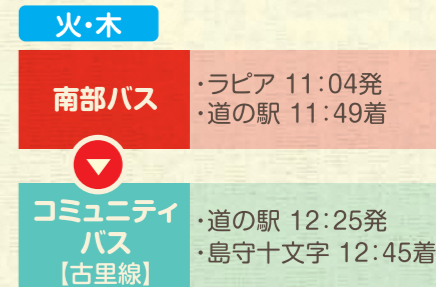 火・木
南部バス
・ラピア 11：04発
・道の駅 11：49着
コミュニティ
バス
【古里線】
・道の駅 12：25発
・島守十文字 12：45着